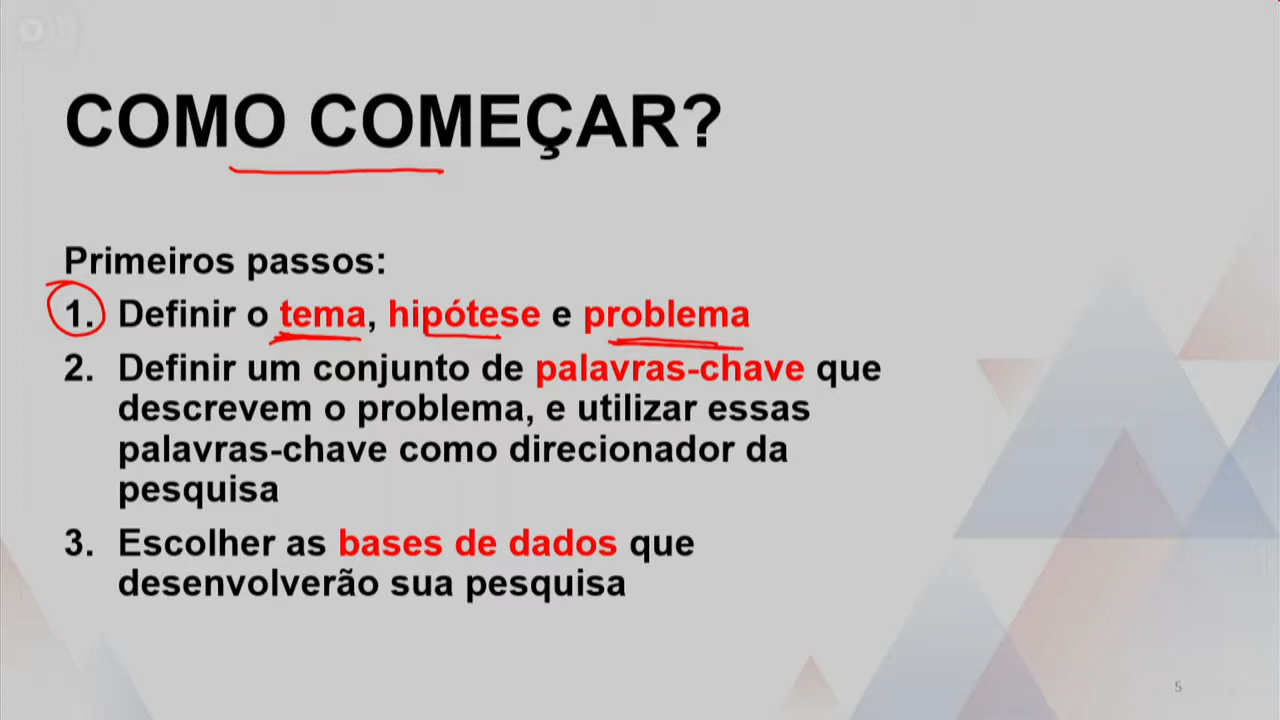 COMO COMEÇAR?
Primeiros passos:
1. Definir o tema, hipótese e problema
2. Definir um conjunto de palavras-chave que
descrevem o problema, e utilizar essas
palavras-chave como direcionador da
pesquisa
3. Escolher as bases de dados que
desenvolverão sua pesquisa
5